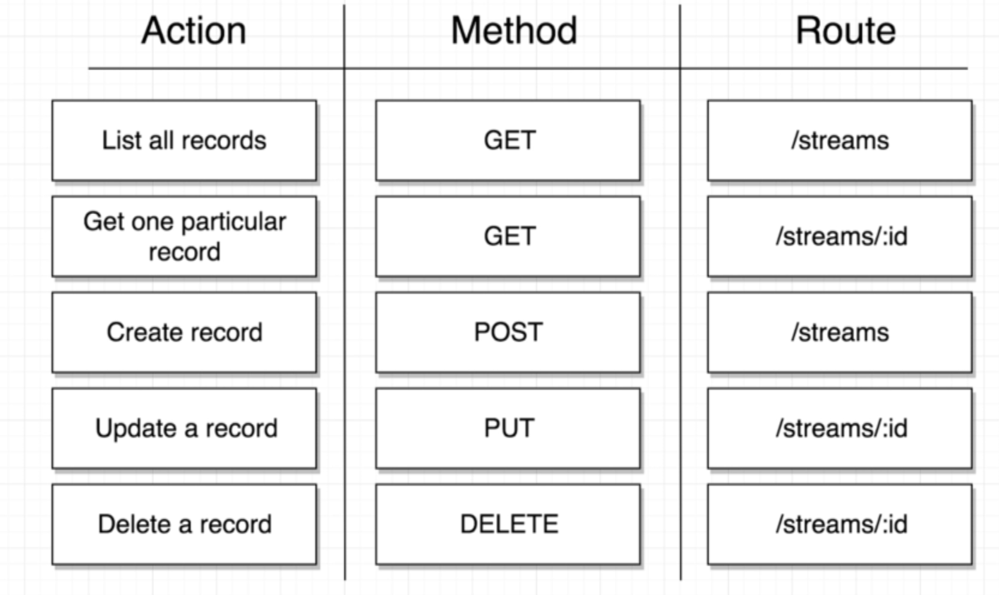 Action Method Route
List all records GET /streams
Get one particular
record GET /streams/:id
Create record POST /streams
Update a record PUT /streams/:id
Delete a record DELETE /streams/:id